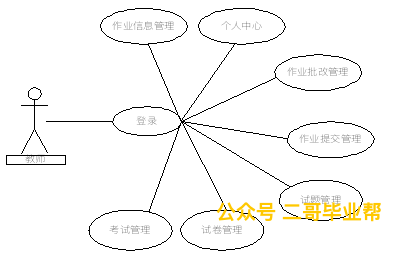 作业信息管理
个人中心
作业批改管理
登录
作业提交管理
教师
试题管理
公众号 二哥毕业帮
考试管理
试卷管理